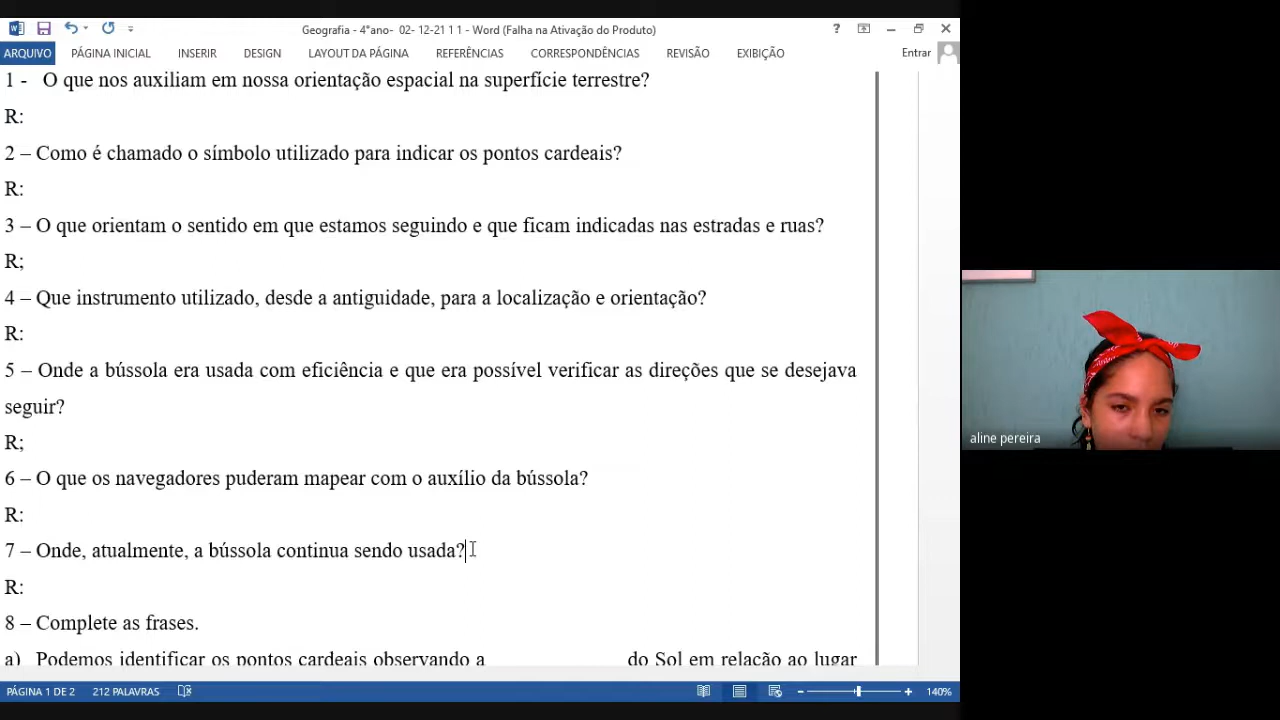 Geografia - 4°ano- 02- 12-21 1 1 - Word (Falha na Ativação do Produto)
ARQUIVO PÁGINA INICIAL INSERIR DESIGN LAYOUT DA PÁGINA REFERÊNCIAS CORRESPONDÊNCIAS REVISÃO EXIBIÇÃO Entrar
1 - O que nos auxiliam em nossa orientação espacial na superfície terrestre?
R:
2 – Como é chamado o símbolo utilizado para indicar os pontos cardeais?
R:
3 – O que orientam o sentido em que estamos seguindo e que ficam indicadas nas estradas e ruas?
R;
4 – Que instrumento utilizado, desde a antiguidade, para a localização e orientação?
R:
5 – Onde a bússola era usada com eficiência e que era possível verificar as direções que se desejava
seguir?
R;
6 – O que os navegadores puderam mapear com o auxílio da bússola?
R:
7 – Onde, atualmente, a bússola continua sendo usada?
R:
8 – Complete as frases.
a) Podemos identificar os pontos cardeais observando a do Sol em relação ao lugar
PÁGINA 1 DE 2 212 PALAVRAS 140%
aline pereira